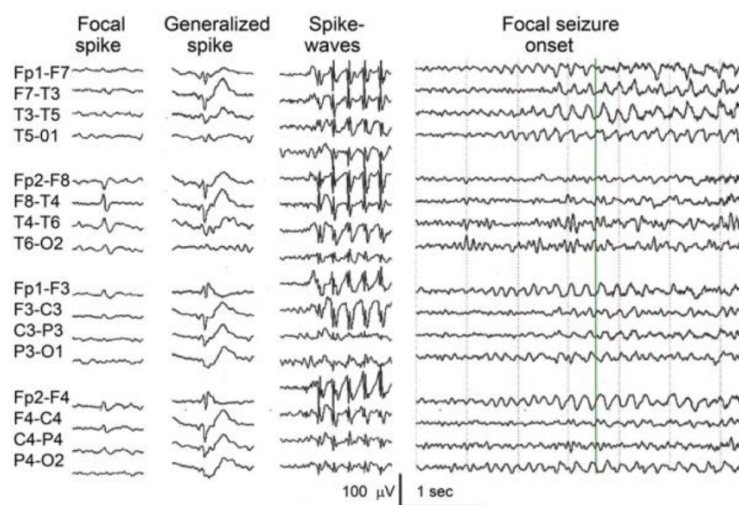 Focal spike
Generalized spike
Spike-waves
Focal seizure onset
Fp1-F7
F7-T3
T3-T5
T5-01
Fp2-F8
F8-T4
T4-T6
T6-O2
Fp1-F3
F3-C3
C3-P3
P3-O1
Fp2-F4
F4-C4
C4-P4
P4-O2
100 μV
1 sec